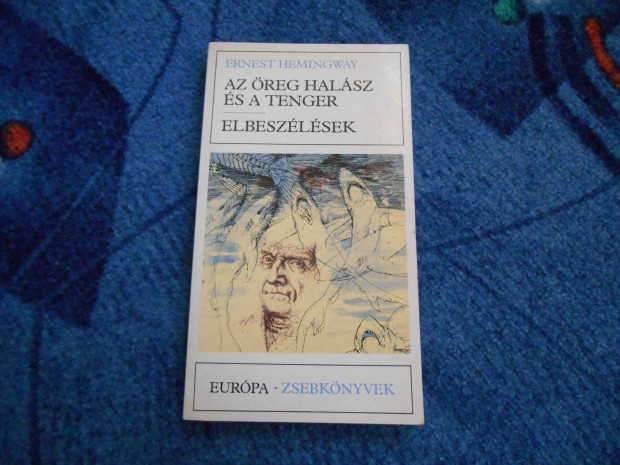 ERNEST HEMINGWAY
AZ ÖREG HALÁSZ
ÉS A TENGER
ELBESZÉLÉSEK
EURÓPA · ZSEBKÖNYVEK